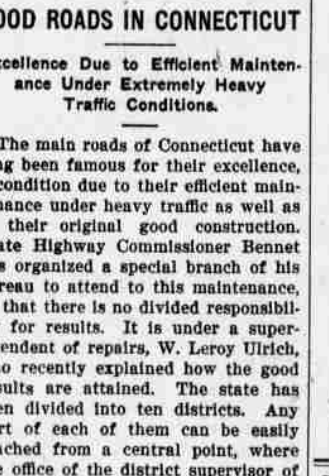 OOD ROADS IN CONNECTICUT
cellence Due to Efficient Mainten-
ance Under Extremely Heavy
Traffic Conditions.
The main roads of Connecticut have
ng been famous for their excellence,
condition due to their efficient main-
nance under heavy traffic as well as
their original good construction.
ate Highway Commissioner Bennet
s organized a special branch of his
reau to attend to this maintenance,
that there is no divided responsibil-
y for results. It is under a super-
endent of repairs, W. Leroy Ulrich,
o recently explained how the good
sults are attained. The state has
en divided into ten districts. Any
rt of each of them can be easily
ached from a central point, where
e office of the district supervisor of